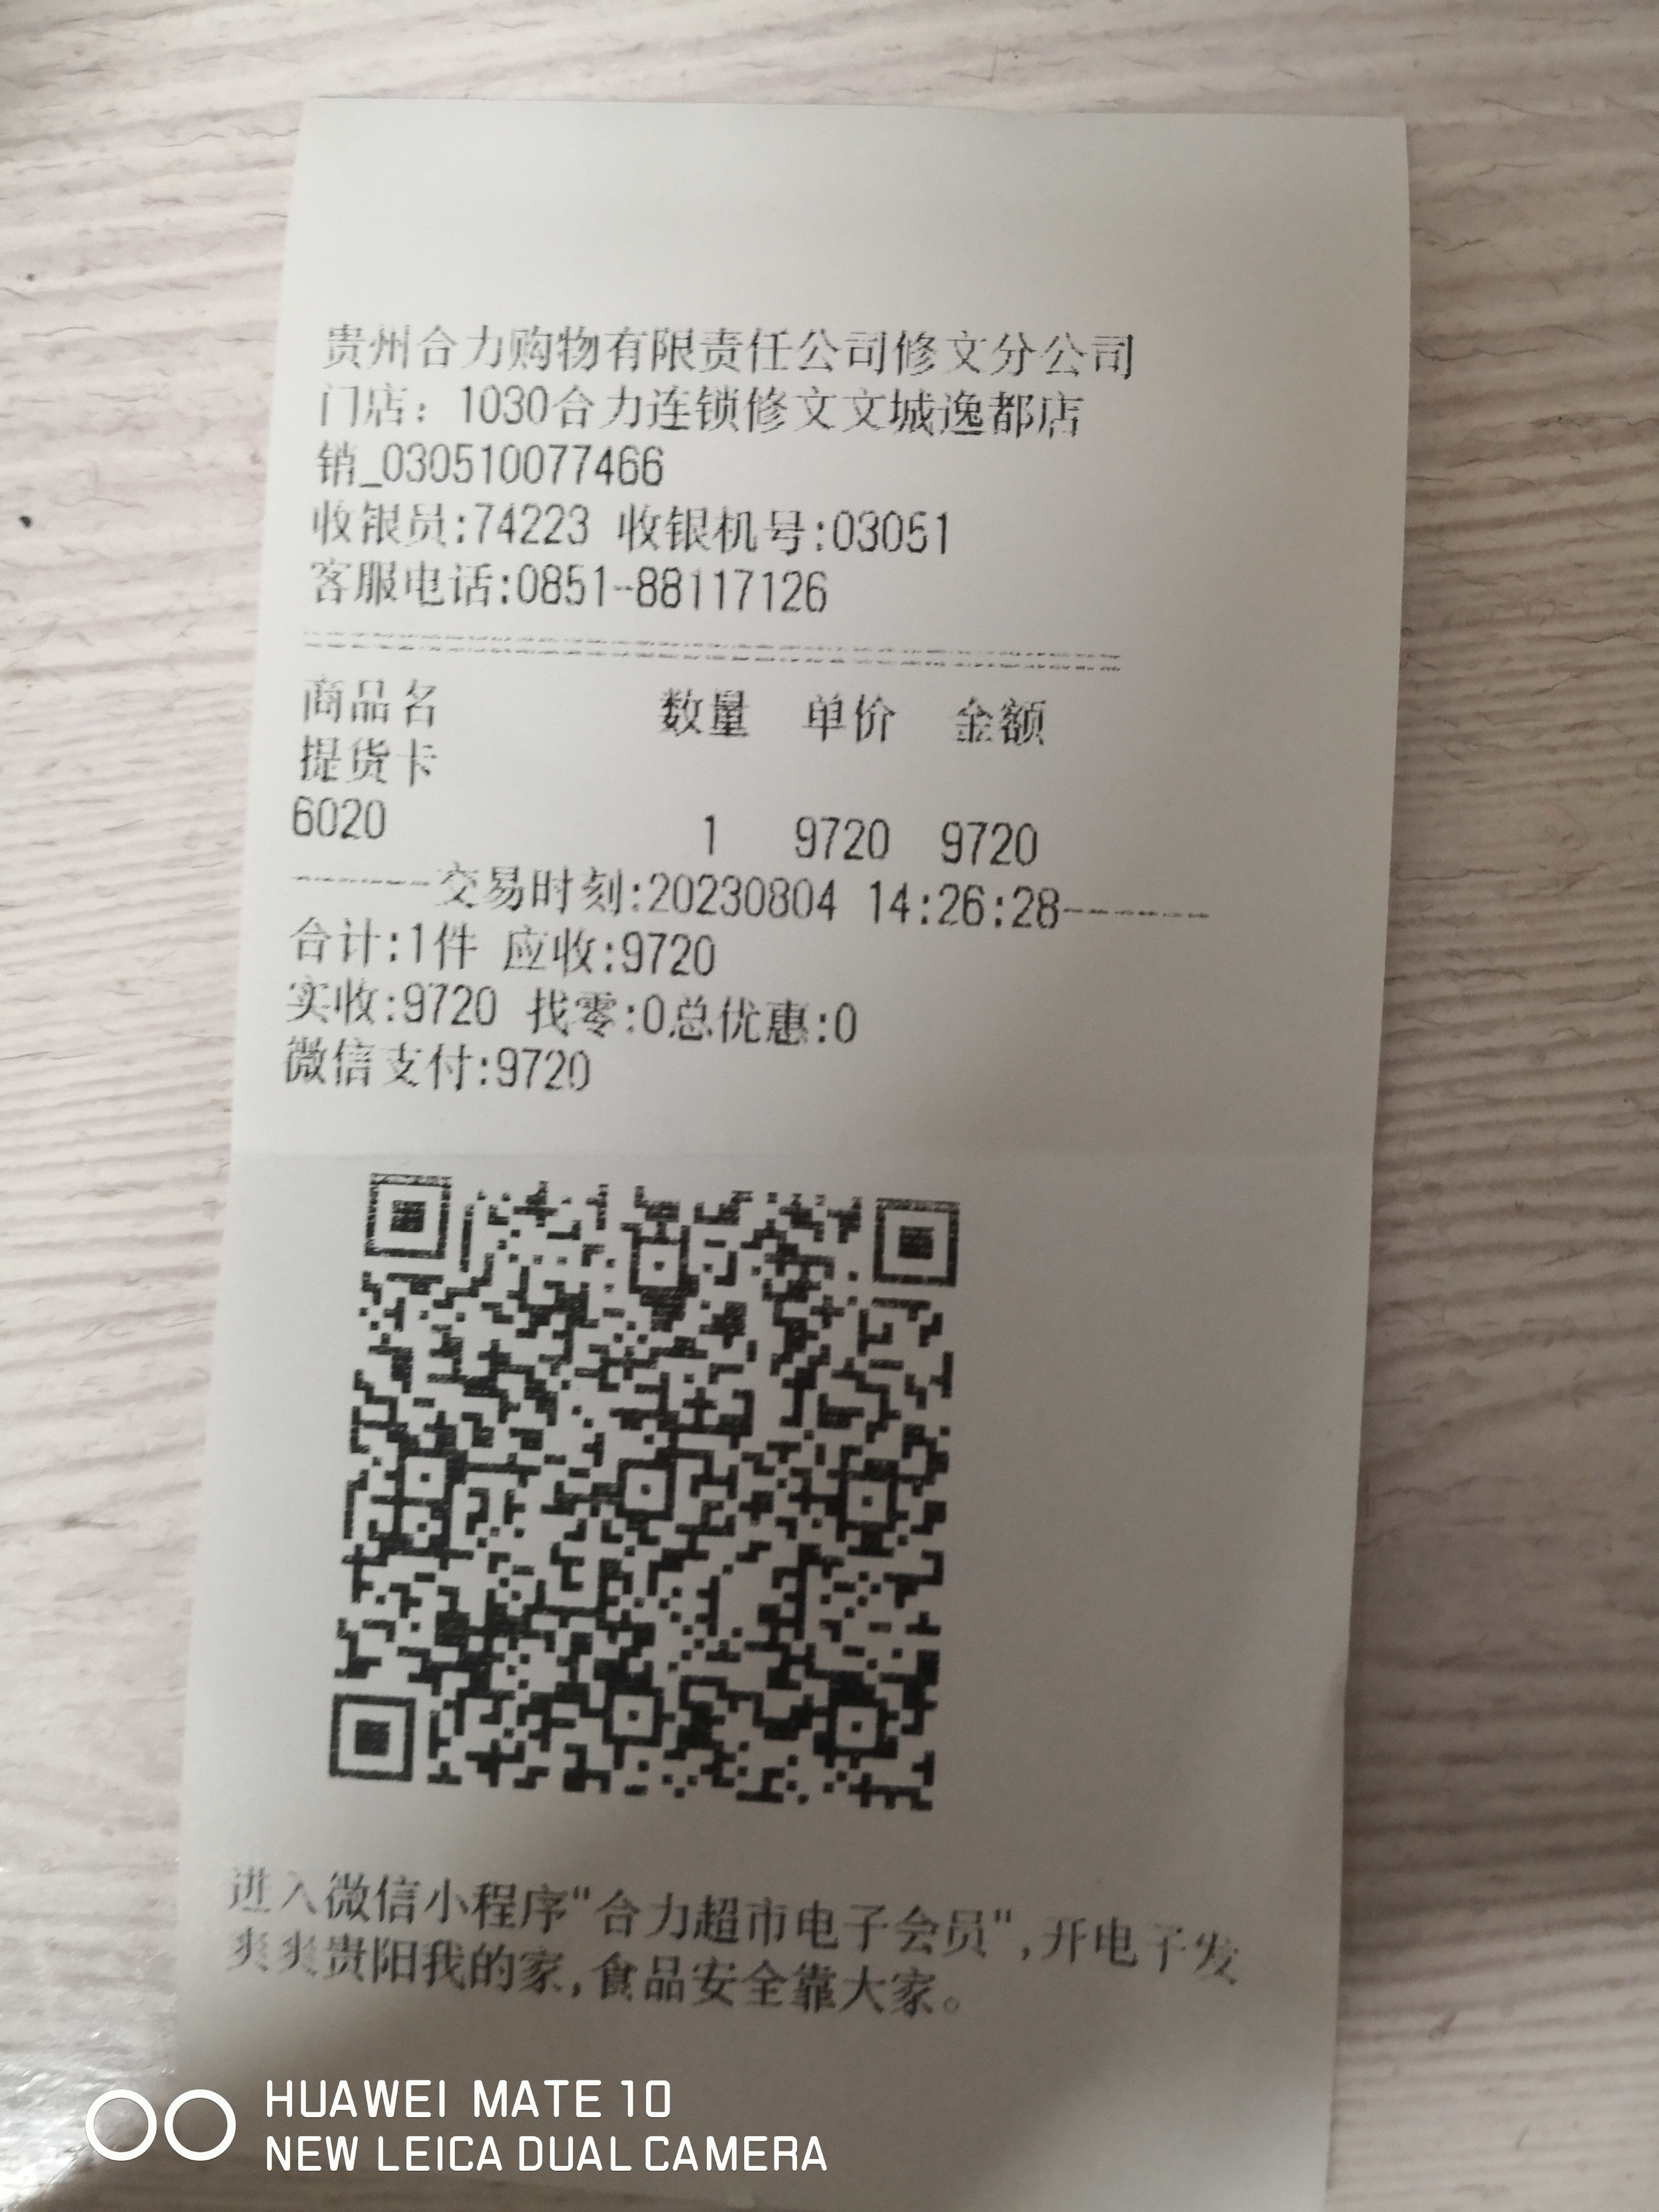 贵州合力购物有限责任公司修文分公司
门店：1030合力连锁修文文城逸都店
销_030510077466
收银员:74223 收银机号:03051
客服电话:0851-88117126
商品名 数量 单价 金额
提货卡
6020 1 9720 9720
-------交易时刻:20230804 14:26:28-------
合计:1件 应收:9720
实收:9720 找零:0总优惠:0
微信支付:9720
进入微信小程序"合力超市电子会员",开电子发
爽爽贵阳我的家,食品安全靠大家。
HUAWEI MATE 10
NEW LEICA DUAL CAMERA